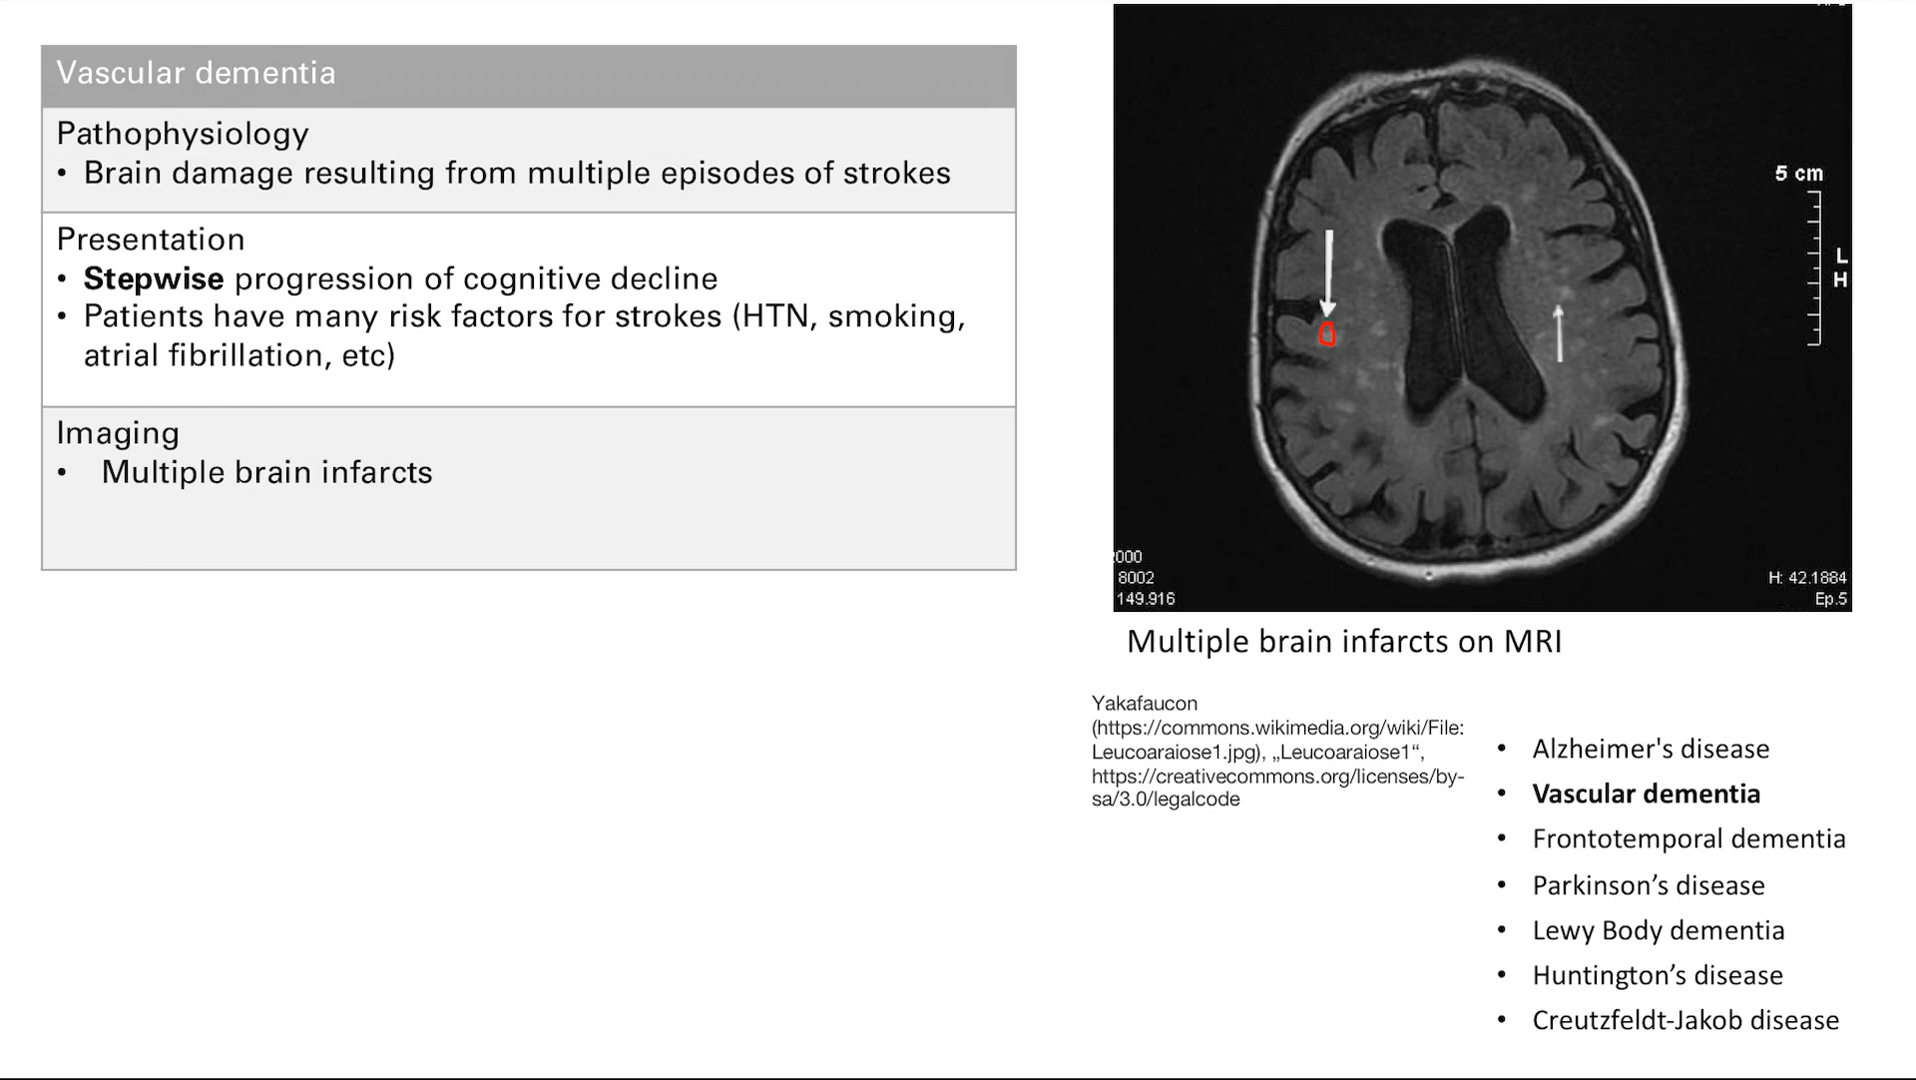 Vascular dementia
Pathophysiology
• Brain damage resulting from multiple episodes of strokes
Presentation
• Stepwise progression of cognitive decline
• Patients have many risk factors for strokes (HTN, smoking,
atrial fibrillation, etc)
Imaging
• Multiple brain infarcts
5 cm
L
H
8002
149.916
H: 42.1884
Ep.5
Multiple brain infarcts on MRI
Yakafaucon
(https://commons.wikimedia.org/wiki/File:
Leucoaraiose1.jpg), „Leucoaraiose1“,
https://creativecommons.org/licenses/by-
sa/3.0/legalcode
• Alzheimer's disease
• Vascular dementia
• Frontotemporal dementia
• Parkinson’s disease
• Lewy Body dementia
• Huntington’s disease
• Creutzfeldt-Jakob disease